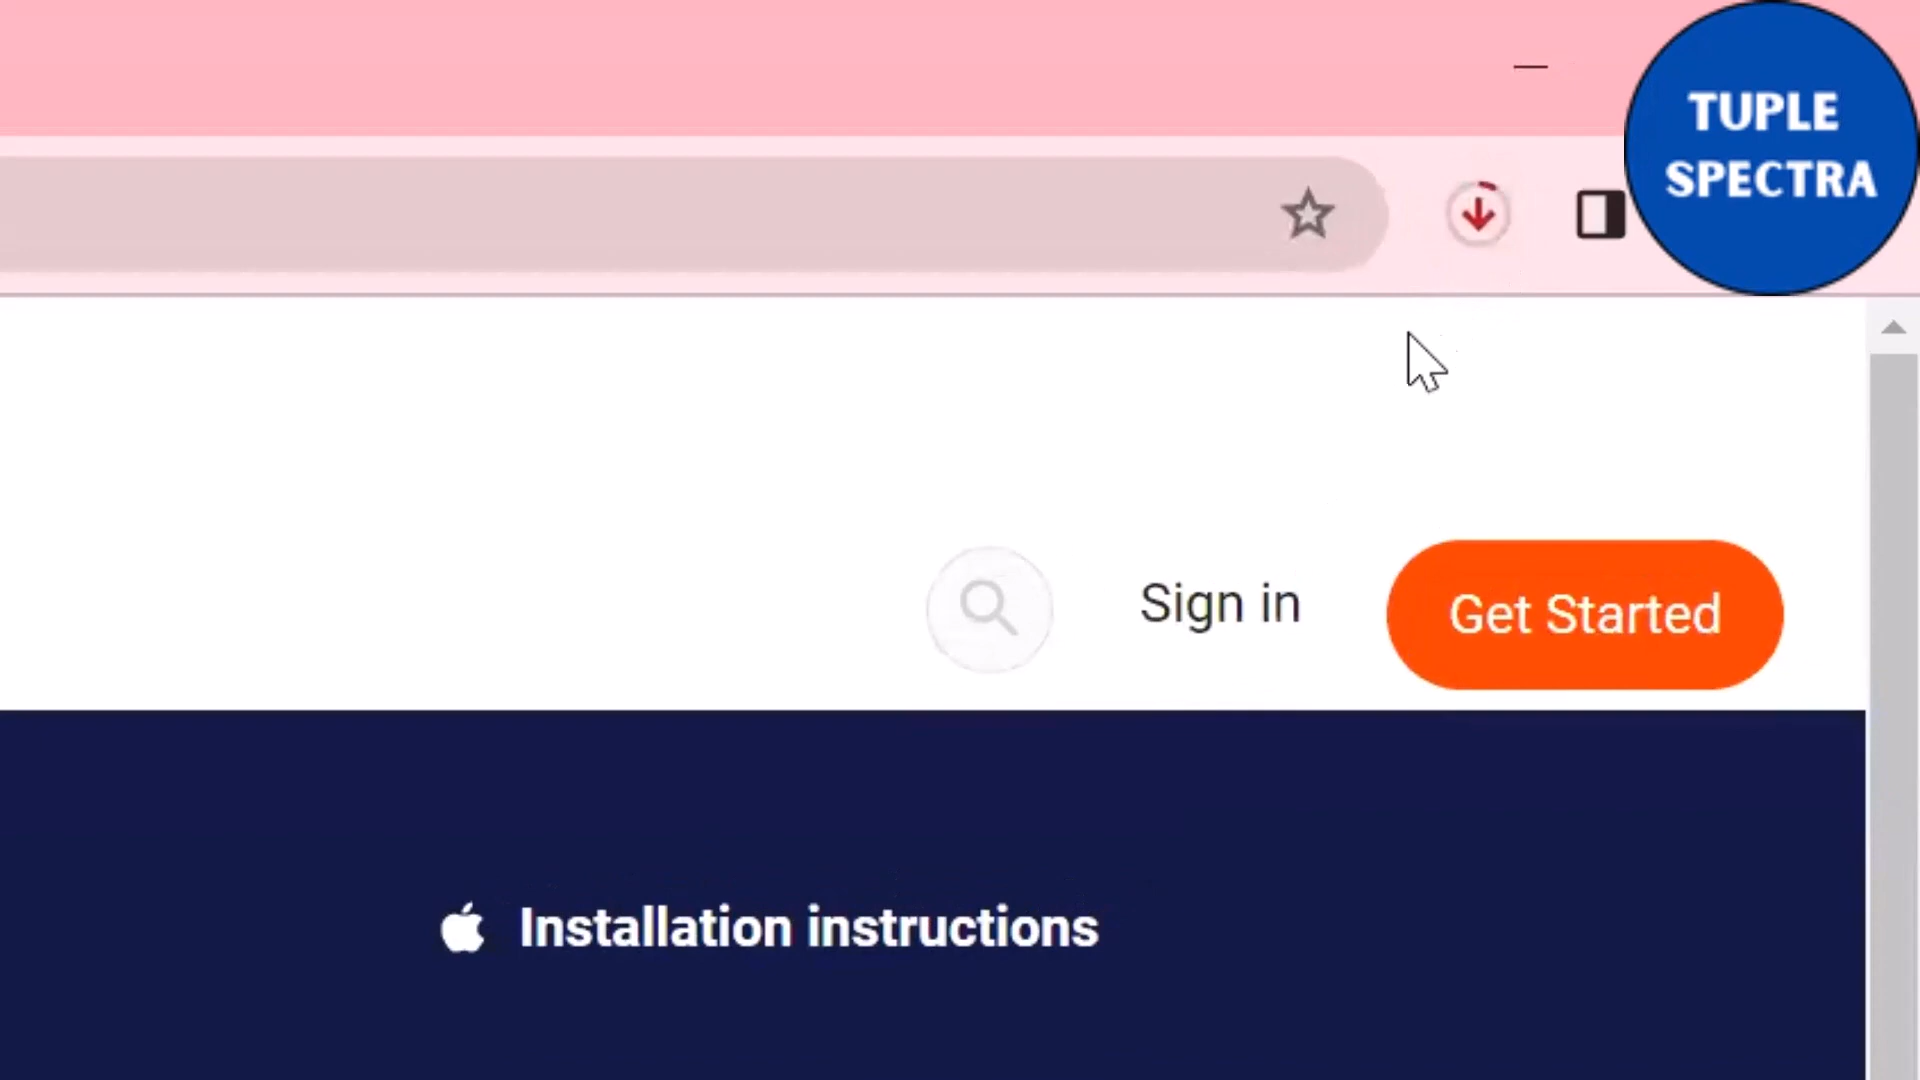 TUPLE
SPECTRA
Sign in
Get Started
Installation instructions